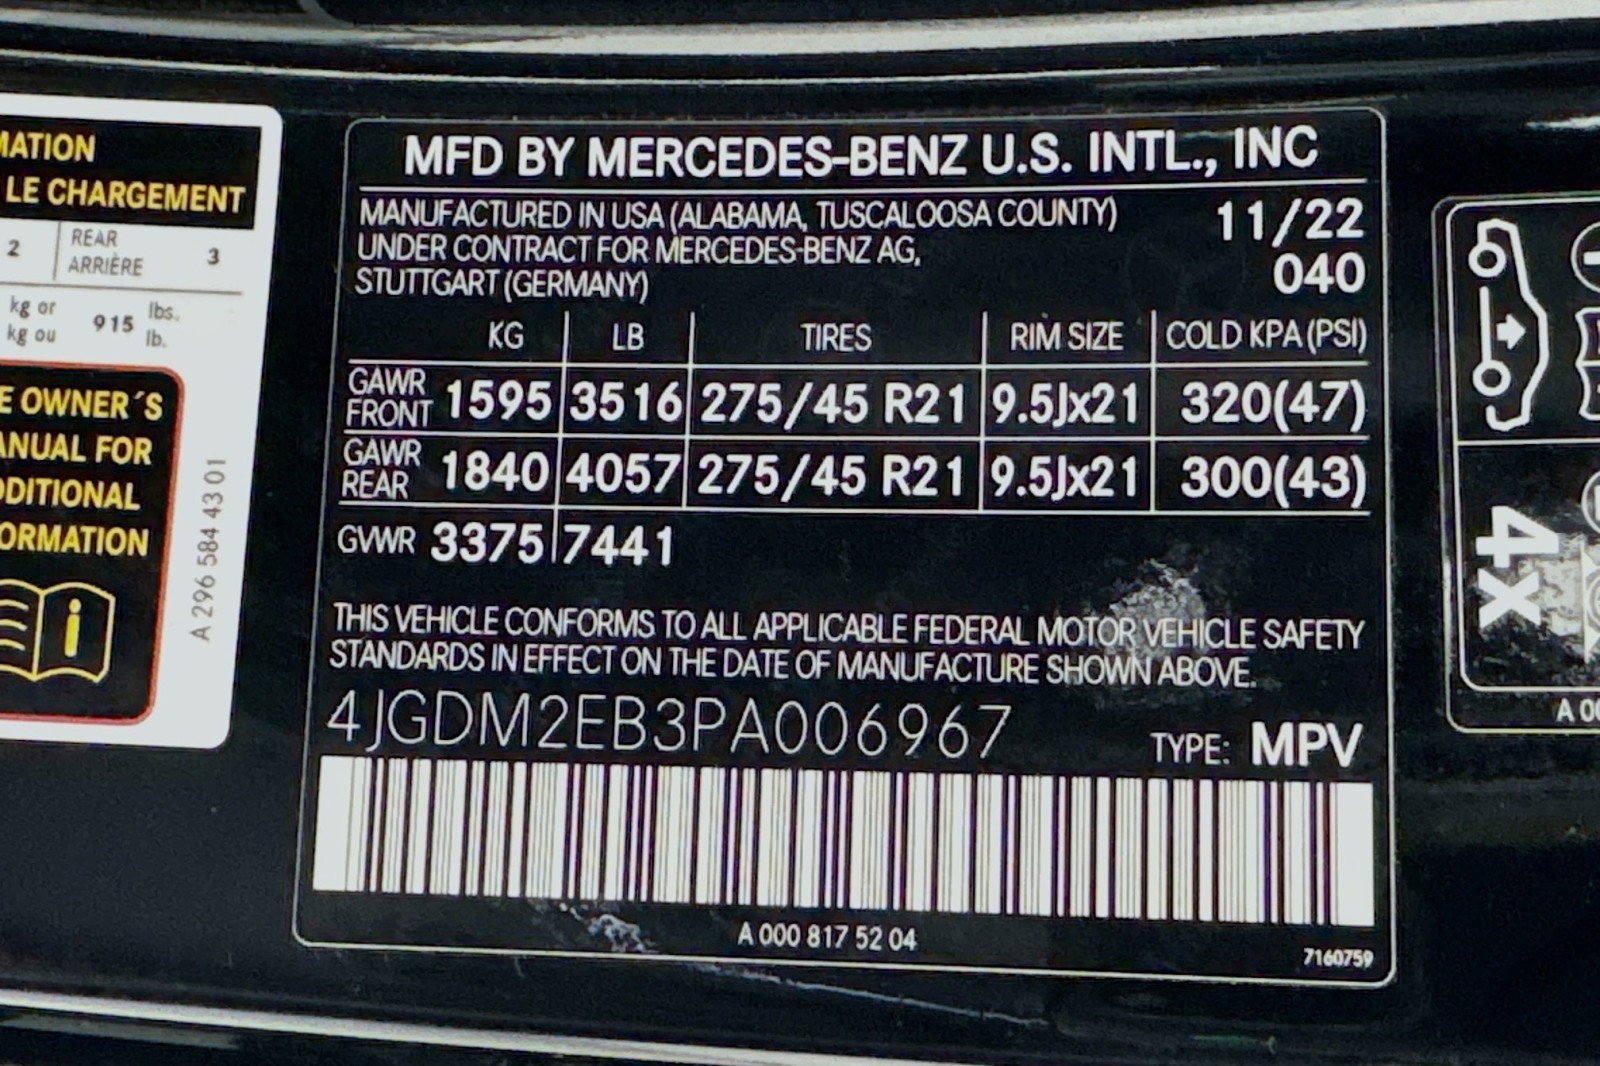 LE CHARGEMENT
2 REAR ARRIÈRE 3
kg or
kg ou 915 lbs.
lb.
OWNER´S
FOR
A 296 584 43 01
MFD BY MERCEDES-BENZ U.S. INTL., INC
MANUFACTURED IN USA (ALABAMA, TUSCALOOSA COUNTY) 11/22
UNDER CONTRACT FOR MERCEDES-BENZ AG, 040
STUTTGART (GERMANY)
KG LB TIRES RIM SIZE COLD KPA (PSI)
GAWR FRONT 1595 3516 275/45 R21 9.5Jx21 320(47)
GAWR REAR 1840 4057 275/45 R21 9.5Jx21 300(43)
GVWR 3375 7441
THIS VEHICLE CONFORMS TO ALL APPLICABLE FEDERAL MOTOR VEHICLE SAFETY
STANDARDS IN EFFECT ON THE DATE OF MANUFACTURE SHOWN ABOVE.
4JGDM2EB3PA006967 TYPE: MPV
A 000 817 52 04
7160759
4x